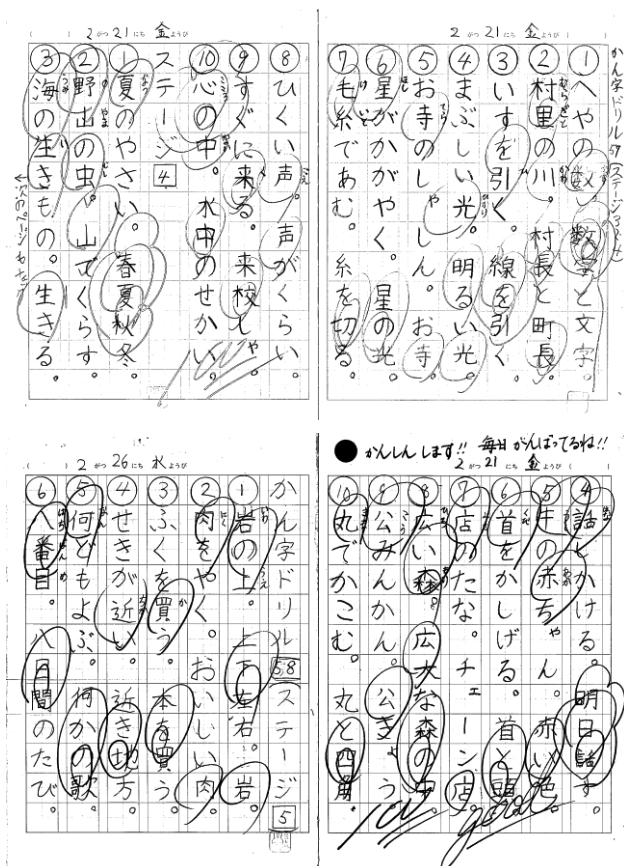 2がつ21にち金ようび
かん字ドリル57(ステージ3
①へやの数。数字と文字。
②村里の川。村長と町長。
③いすを引く。線を引く
④まぶしい光。明るい光。
⑤お寺のしゃしん。お寺
⑥星がかがやく。星の光。
⑦毛糸であむ。糸を切る。
2がつ21にち金ようび
⑧ひくい声。声がくらい。
⑨すぐに来る。来校しゃ。
⑩心の中。水中のせかい。
ステージ4
①夏のやさい。春夏秋冬。
②野山の虫。山でくらす。
③海の生きもの。生きる。
かんしんします!!毎日がんばってるね!!
2がつ21にち金ようび
④話しかける。明日話す。
⑤牛の赤ちゃん。赤い色。
⑥首をかしげる。首と頭
⑦店のたな。チェーン店。
⑧広い森。広大な森の中
⑨公みんかん。公きょう
⑩丸でかこむ。丸と四角。
2がつ26にち水ようび
かん字ドリル58ステージ5
①岩の上。上下左右。岩。
②肉をやく。おいしい肉
③ふくを買う。本を買う
④せきが近い。近き地方。
⑤何どもよぶ。何かの歌
⑥八番目。八日間のたび。